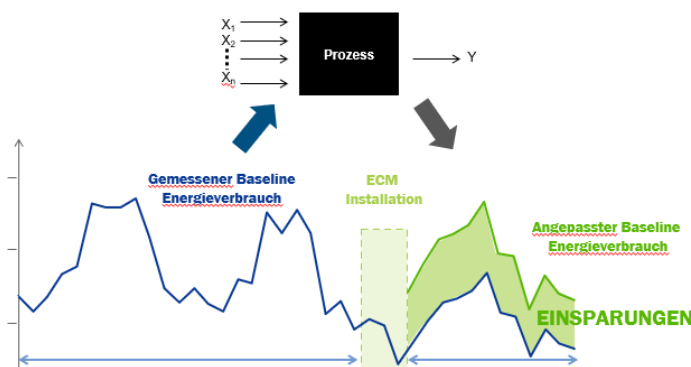 X1
X2
Xn
Prozess
Y
Gemessener Baseline
Energieverbrauch
ECM
Installation
Angepasster Baseline
Energieverbrauch
EINSPARUNGEN